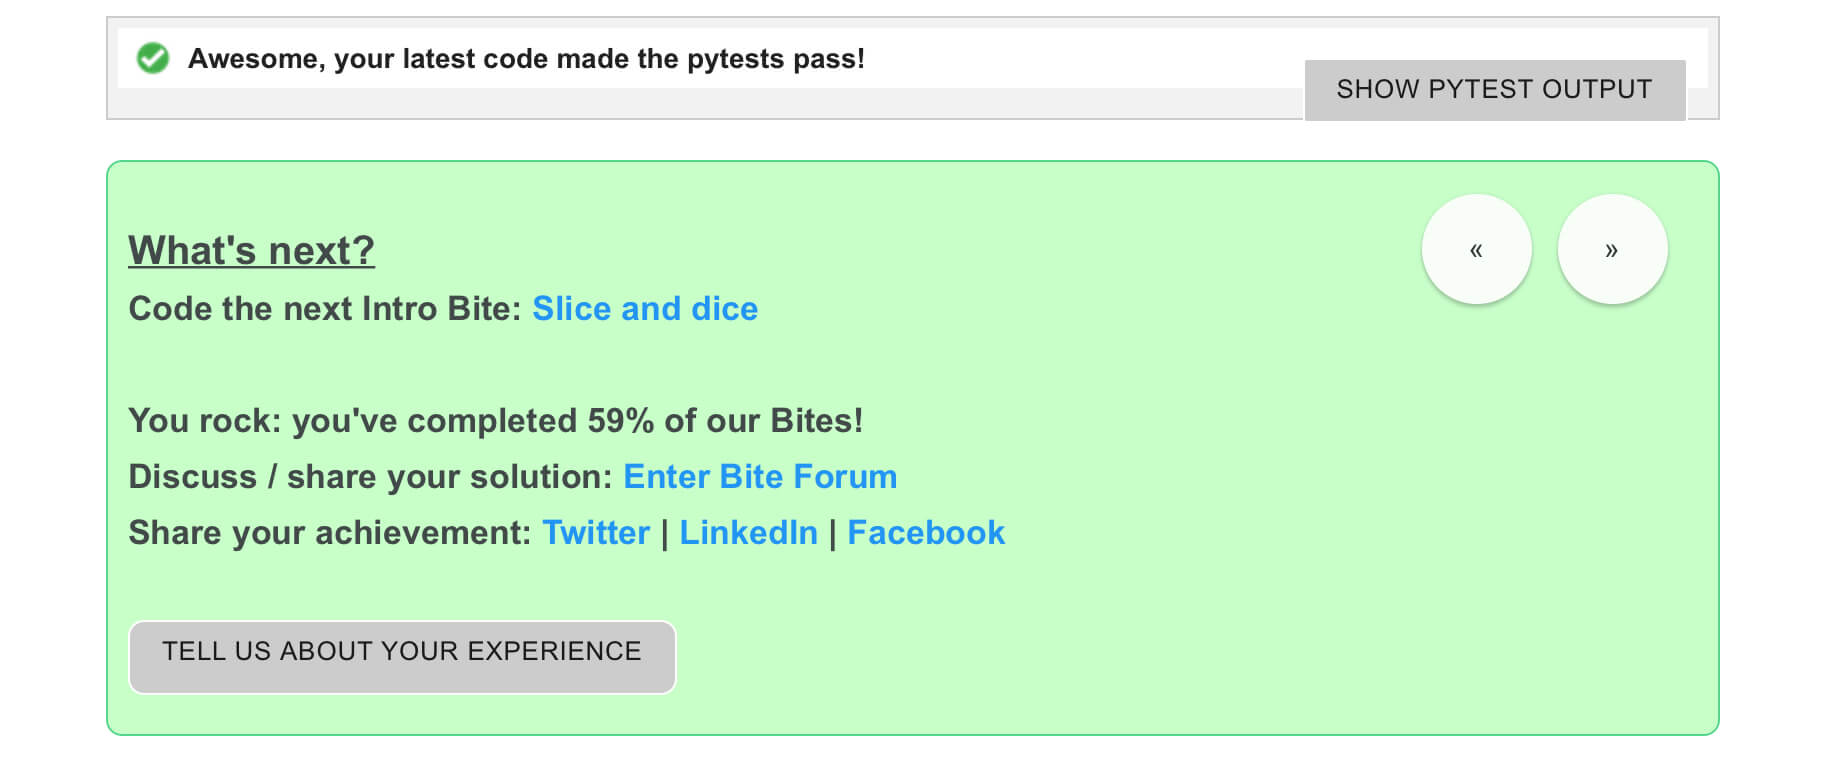 Awesome, your latest code made the pytests pass!
SHOW PYTEST OUTPUT
« »
What's next?
Code the next Intro Bite: Slice and dice
You rock: you've completed 59% of our Bites!
Discuss / share your solution: Enter Bite Forum
Share your achievement: Twitter | LinkedIn | Facebook
TELL US ABOUT YOUR EXPERIENCE